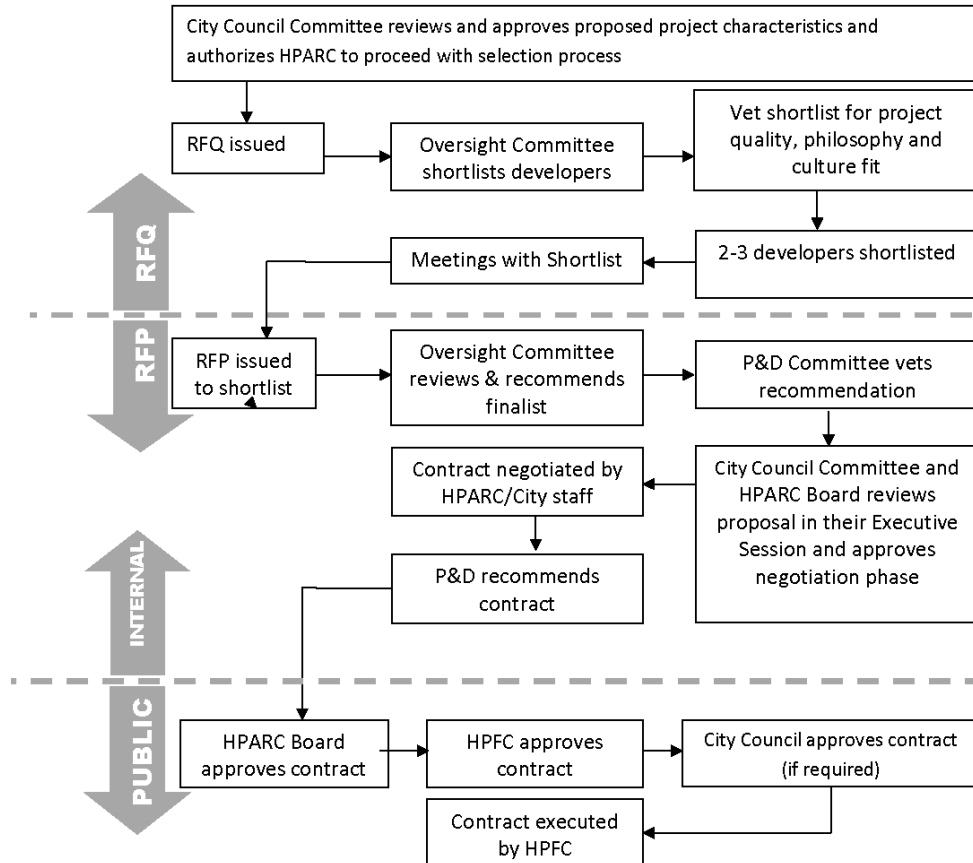 City Council Committee reviews and approves proposed project characteristics and
authorizes HPARC to proceed with selection process
RFQ issued
Oversight Committee
shortlists developers
Vet shortlist for project
quality, philosophy and
culture fit
RFQ
Meetings with Shortlist
2-3 developers shortlisted
RFP
RFP issued
to shortlist
Oversight Committee
reviews & recommends
finalist
P&D Committee vets
recommendation
Contract negotiated by
HPARC/City staff
City Council Committee and
HPARC Board reviews
proposal in their Executive
Session and approves
negotiation phase
INTERNAL
P&D recommends
contract
PUBLIC
HPARC Board
approves contract
HPFC approves
contract
City Council approves contract
(if required)
Contract executed
by HPFC